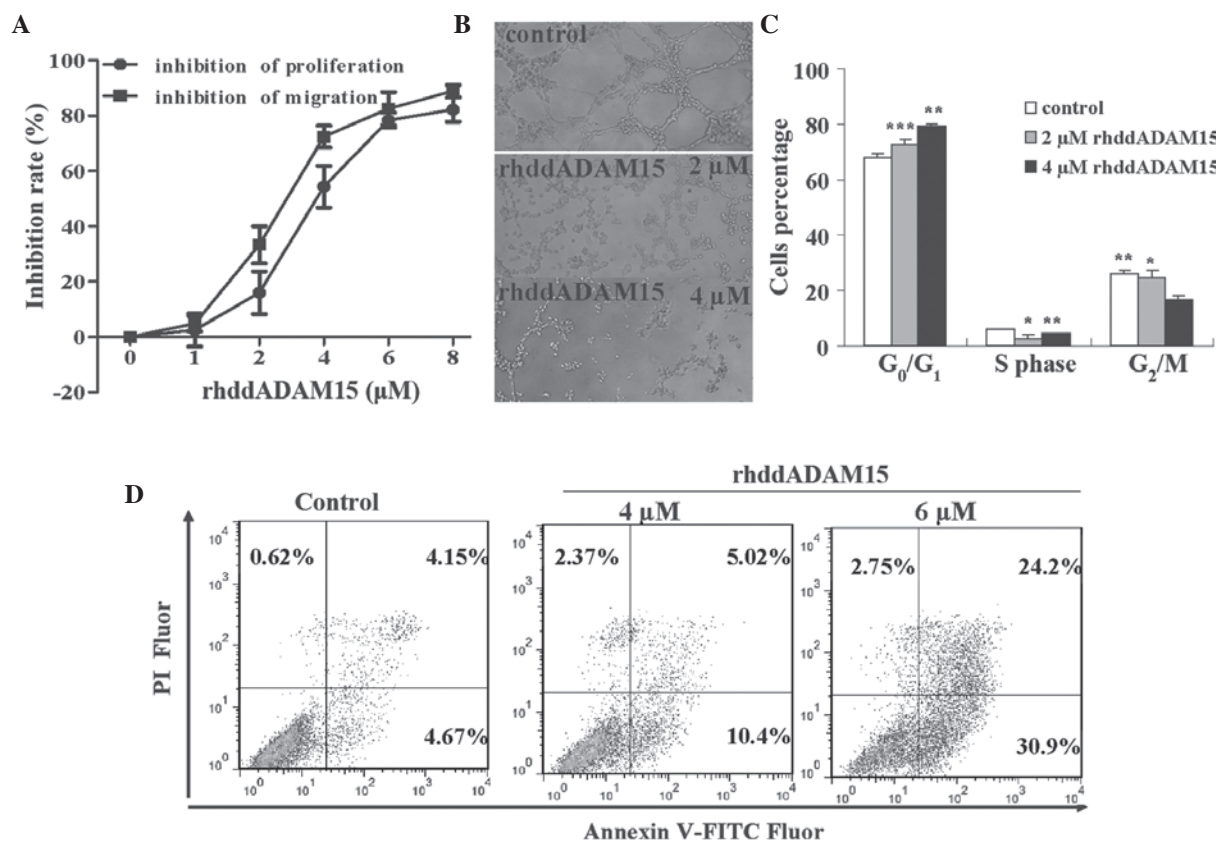 A
B
C
100
80
60
40
20
0
-20
Inhibition rate (%)
inhibition of proliferation
inhibition of migration
0 1 2 4 6 8
rhddADAM15 (μM)
control
rhddADAM15 2 μM
rhddADAM15 4 μM
100
80
60
40
20
0
Cells percentage
control
2 μM rhddADAM15
4 μM rhddADAM15
*** **
* **
** *
G0/G1 S phase G2/M
D
rhddADAM15
Control 4 μM 6 μM
PI Fluor
10^4
10^3
10^2
10^1
10^0
0.62% 4.15%
4.67%
10^0 10^1 10^2 10^3 10^4
10^4
10^3
10^2
10^1
10^0
2.37% 5.02%
10.4%
10^0 10^1 10^2 10^3 10^4
10^4
10^3
10^2
10^1
10^0
2.75% 24.2%
30.9%
10^0 10^1 10^2 10^3 10^4
Annexin V-FITC Fluor